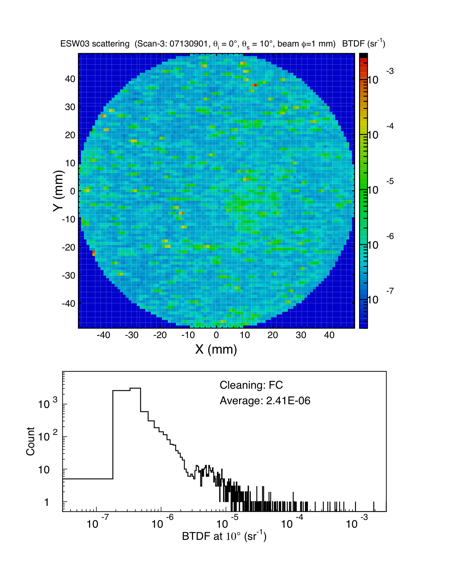 ESW03 scattering (Scan-3: 07130901, θi = 0°, θs = 10°, beam ϕ=1 mm) BTDF (sr⁻¹)
40
30
20
10
0
-10
-20
-30
-40
Y (mm)
-40 -30 -20 -10 0 10 20 30 40
X (mm)
10⁻³
10⁻⁴
10⁻⁵
10⁻⁶
10⁻⁷
Cleaning: FC
Average: 2.41E-06
10³
10²
10
1
Count
10⁻⁷ 10⁻⁶ 10⁻⁵ 10⁻⁴ 10⁻³
BTDF at 10° (sr⁻¹)